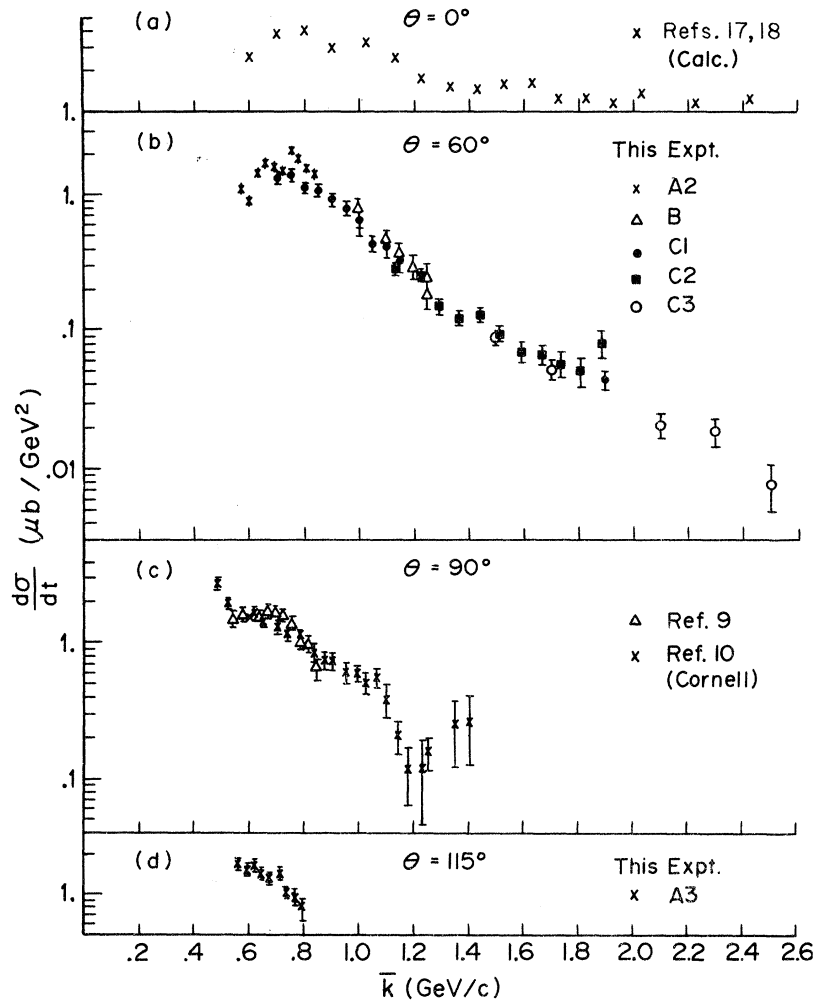 (a) θ = 0° x Refs. 17,18
(Calc.)
1.
(b) θ = 60° This Expt.
x A2
1. △ B
● C1
■ C2
○ C3
.1
.01
dσ/dt (μb / GeV²)
(c) θ = 90°
△ Ref. 9
1. x Ref. 10
(Cornell)
.1
(d) θ = 115° This Expt.
1. x A3
.2 .4 .6 .8 1.0 1.2 1.4 1.6 1.8 2.0 2.2 2.4 2.6
k̅ (GeV/c)